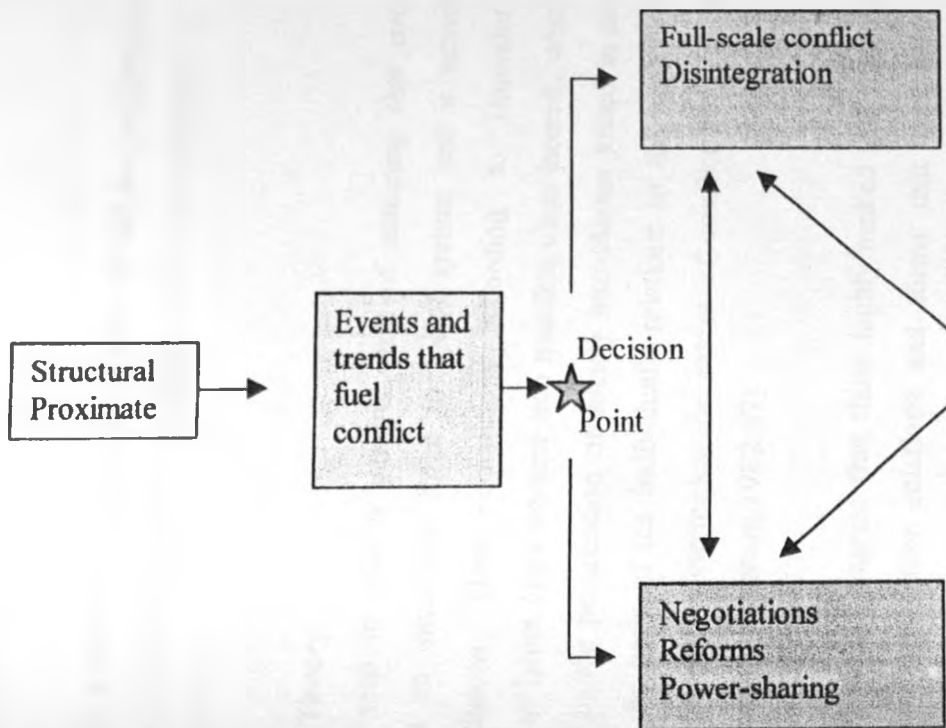 Full-scale conflict
Disintegration
Structural
Proximate
Events and
trends that
fuel
conflict
Decision
Point
Negotiations
Reforms
Power-sharing